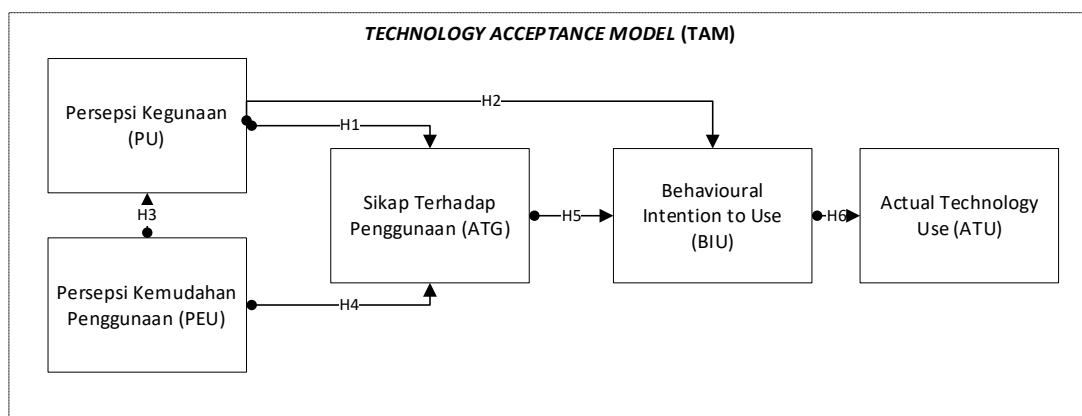 TECHNOLOGY ACCEPTANCE MODEL (TAM)
Persepsi Kegunaan
(PU)
H2
H1
H3
Sikap Terhadap
Penggunaan (ATG)
H5
Behavioural
Intention to Use
(BIU)
H6
Actual Technology
Use (ATU)
Persepsi Kemudahan
Penggunaan (PEU)
H4